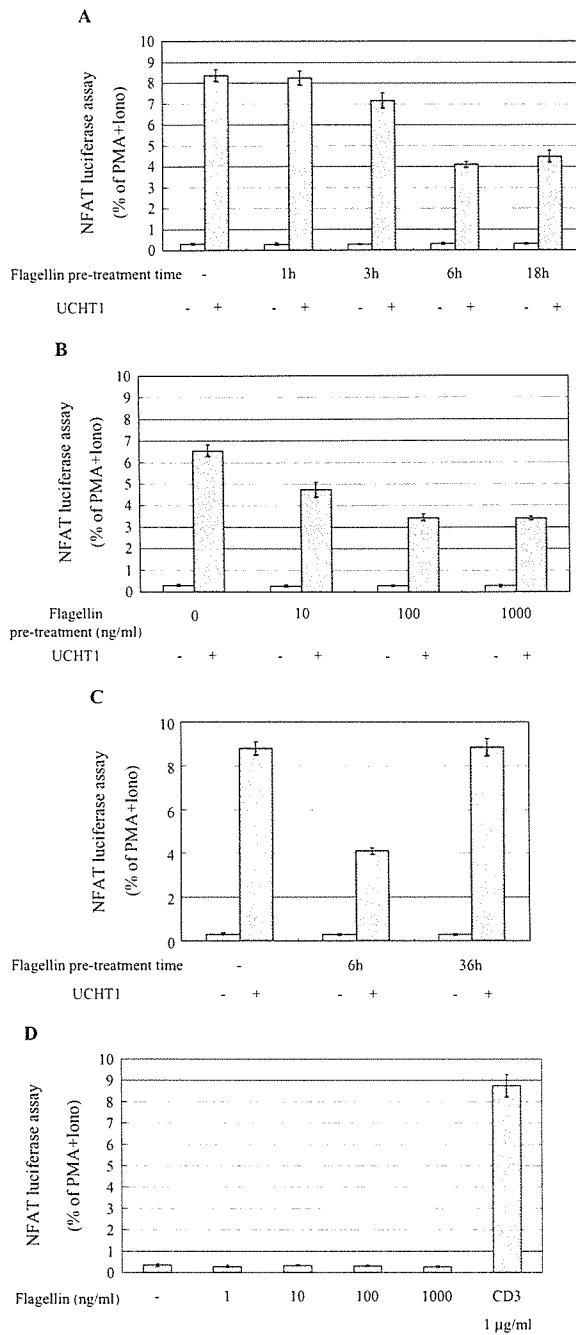 A
NFAT luciferase assay
(% of PMA+Iono)
10
9
8
7
6
5
4
3
2
1
0
Flagellin pre-treatment time - 1h 3h 6h 18h
UCHT1 - + - + - + - + - +
B
NFAT luciferase assay
(% of PMA+Iono)
10
9
8
7
6
5
4
3
2
1
0
Flagellin 0 10 100 1000
pre-treatment (ng/ml)
UCHT1 - + - + - + - +
C
NFAT luciferase assay
(% of PMA+Iono)
10
8
6
4
2
0
Flagellin pre-treatment time - 6h 36h
UCHT1 - + - + - +
D
NFAT luciferase assay
(% of PMA+Iono)
10
9
8
7
6
5
4
3
2
1
0
Flagellin (ng/ml) - 1 10 100 1000 CD3
1 µg/ml